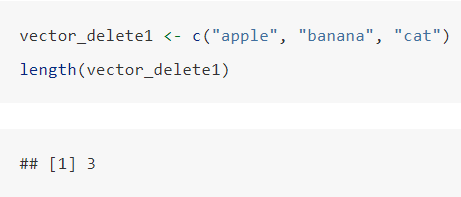 vector_delete1 <- c("apple", "banana", "cat")
length(vector_delete1)
## [1] 3